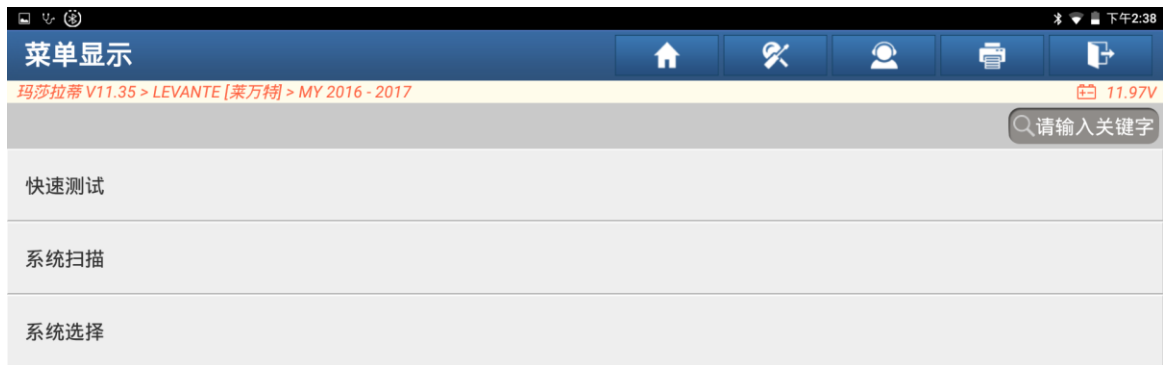 下午2:38
菜单显示
玛莎拉蒂 V11.35 > LEVANTE [莱万特] > MY 2016 - 2017 11.97V
请输入关键字
快速测试
系统扫描
系统选择